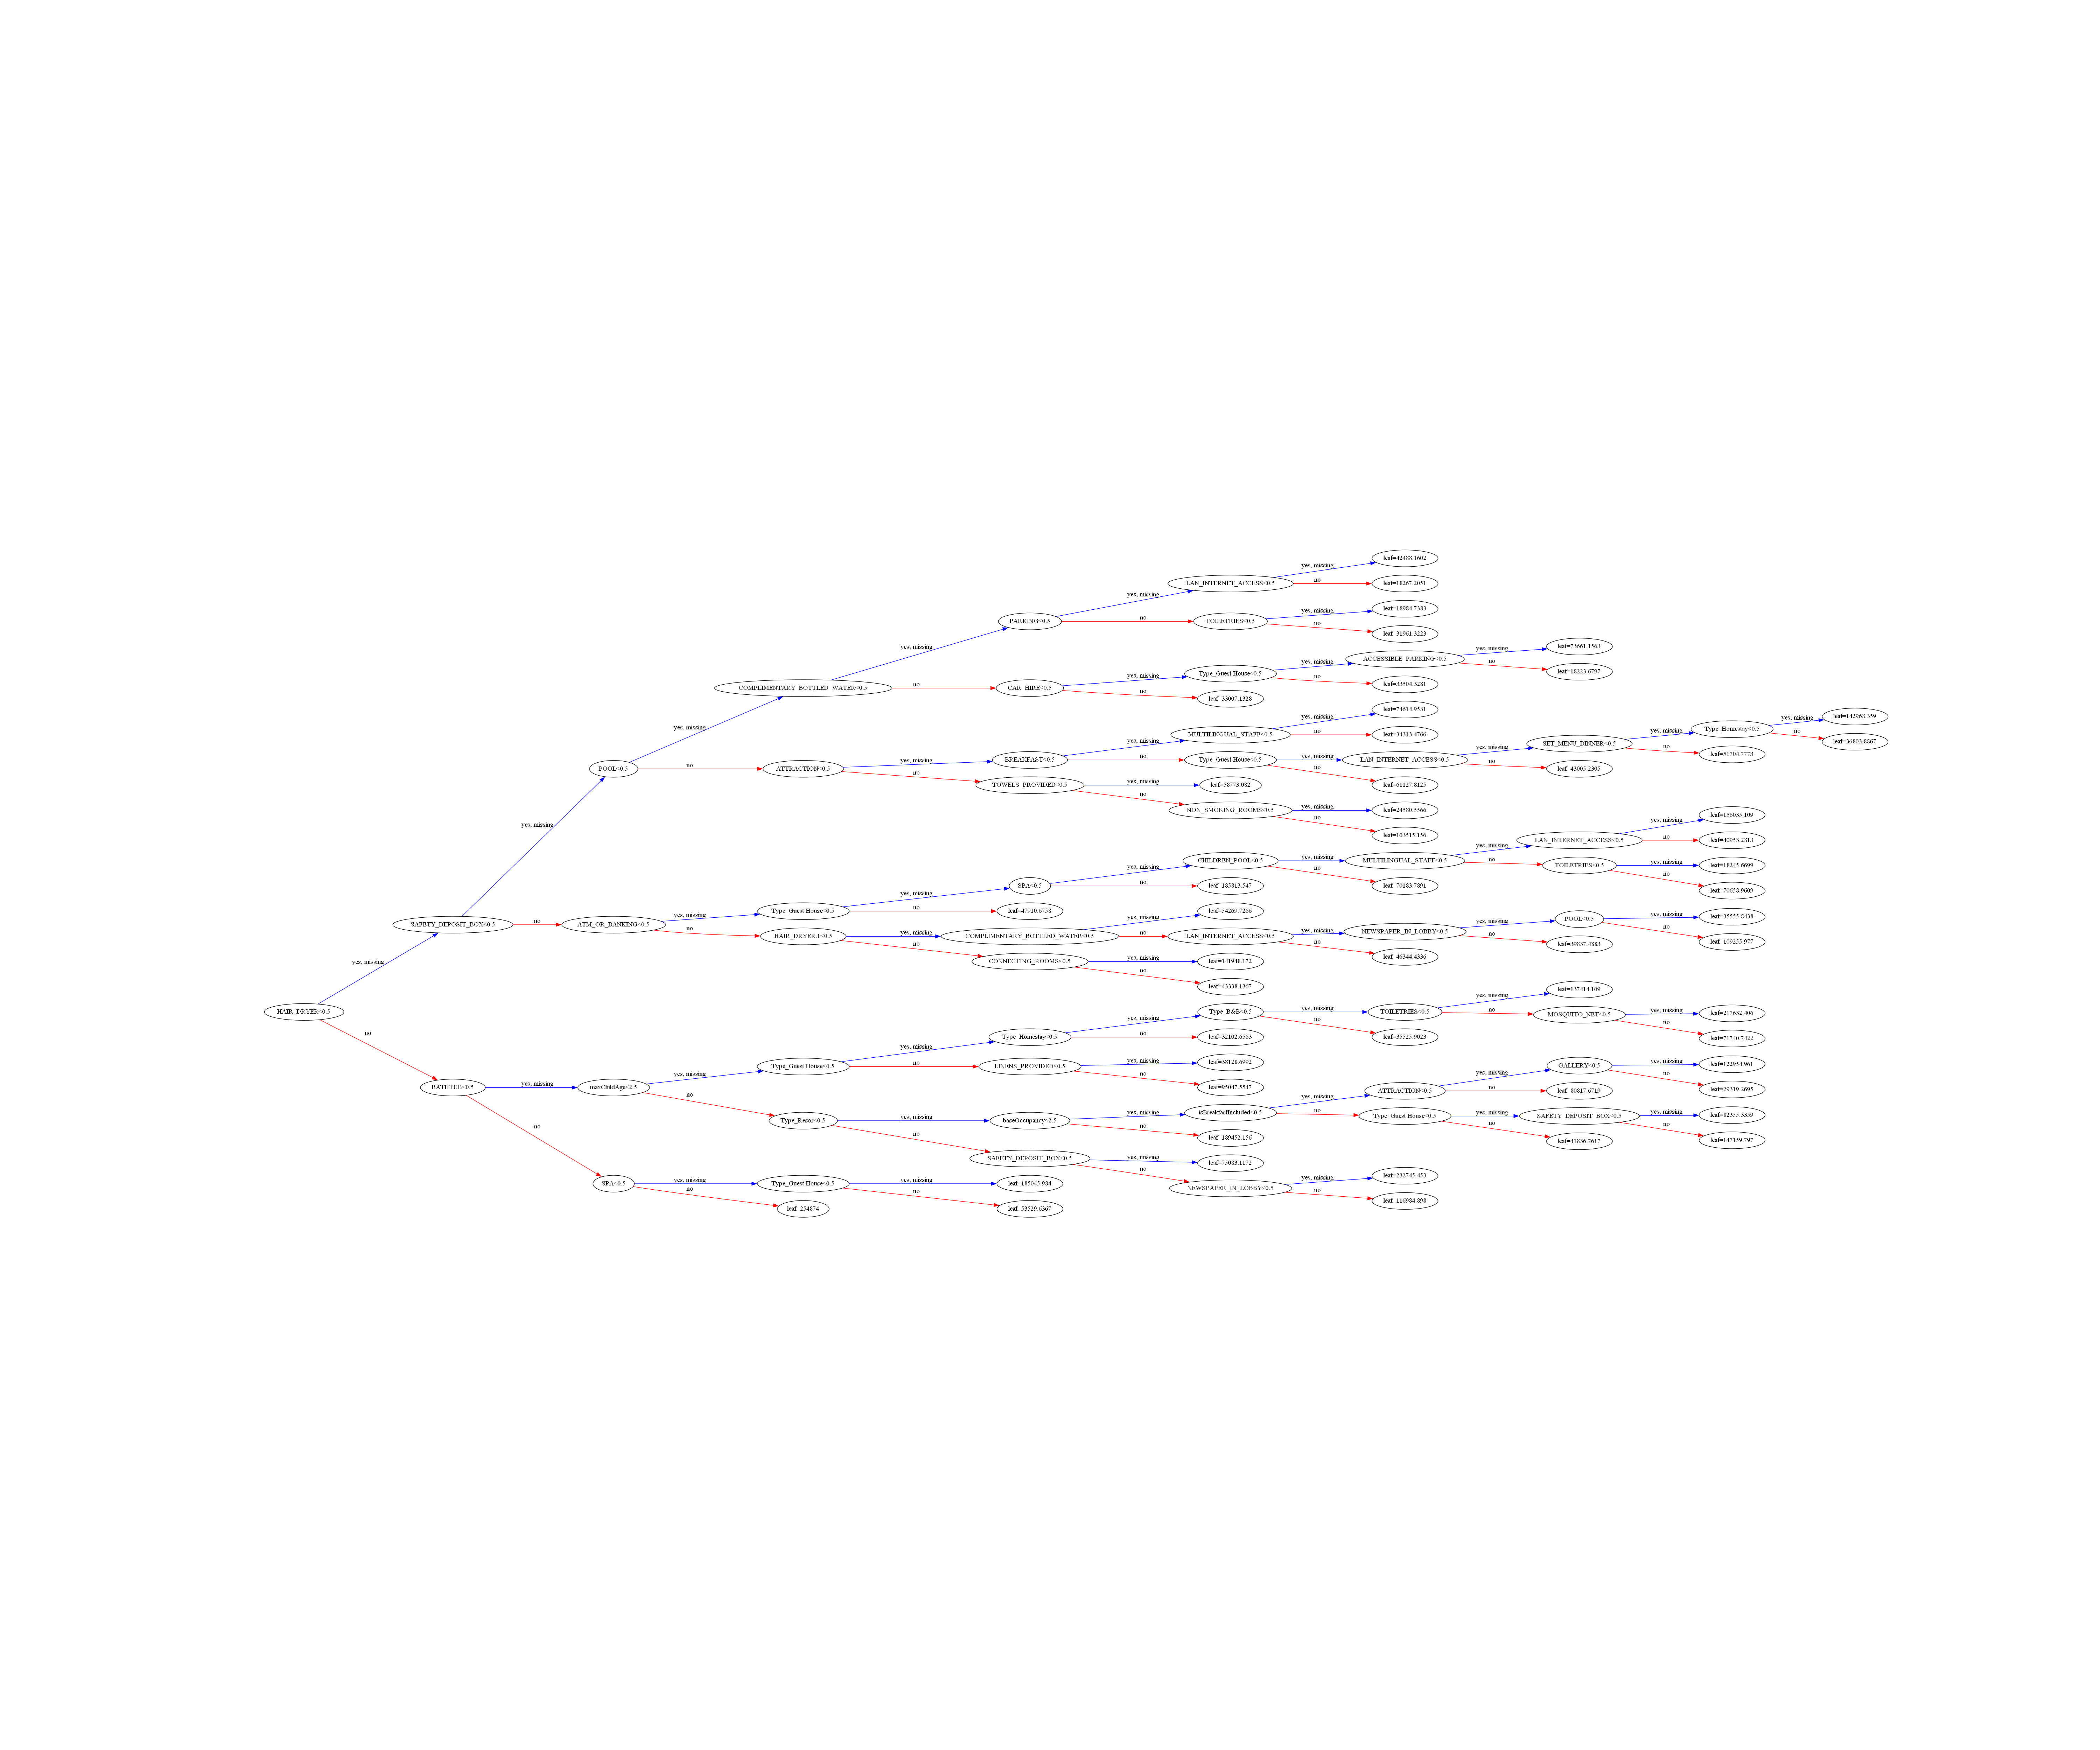 leaf=42488.1602
yes, missing
LAN_INTERNET_ACCESS<0.5
no
leaf=18267.2051
yes, missing
leaf=18984.7383
PARKING<0.5
no
TOILETRIES<0.5
yes, missing
no
leaf=31961.3223
yes, missing
leaf=73661.1563
ACCESSIBLE_PARKING<0.5
yes, missing
no
leaf=18223.6797
yes, missing
Type_Guest House<0.5
no
leaf=33504.3281
COMPLIMENTARY_BOTTLED_WATER<0.5
no
CAR_HIRE<0.5
yes, missing
no
leaf=33007.1328
yes, missing
leaf=74614.9531
yes, missing
MULTILINGUAL_STAFF<0.5
yes, missing
no
leaf=34313.4766
leaf=142968.359
yes, missing
Type_Homestay<0.5
no
leaf=36803.8867
yes, missing
SET_MENU_DINNER<0.5
no
leaf=51704.7773
yes, missing
BREAKFAST<0.5
no
Type_Guest House<0.5
yes, missing
LAN_INTERNET_ACCESS<0.5
yes, missing
no
leaf=43005.2305
no
leaf=61127.8125
POOL<0.5
no
ATTRACTION<0.5
yes, missing
no
TOWELS_PROVIDED<0.5
yes, missing
leaf=58773.082
no
NON_SMOKING_ROOMS<0.5
yes, missing
leaf=24580.5566
no
leaf=103515.156
yes, missing
leaf=156035.109
yes, missing
LAN_INTERNET_ACCESS<0.5
no
leaf=40953.2813
yes, missing
CHILDREN_POOL<0.5
yes, missing
MULTILINGUAL_STAFF<0.5
yes, missing
no
TOILETRIES<0.5
yes, missing
leaf=18245.6699
no
leaf=70658.9609
yes, missing
SPA<0.5
yes, missing
no
leaf=70183.7891
no
leaf=185813.547
SAFETY_DEPOSIT_BOX<0.5
no
ATM_OR_BANKING<0.5
yes, missing
Type_Guest House<0.5
yes, missing
no
leaf=47910.6758
no
HAIR_DRYER.1<0.5
yes, missing
COMPLIMENTARY_BOTTLED_WATER<0.5
yes, missing
leaf=54269.7266
no
LAN_INTERNET_ACCESS<0.5
yes, missing
NEWSPAPER_IN_LOBBY<0.5
yes, missing
POOL<0.5
yes, missing
leaf=35555.8438
no
leaf=109255.977
no
leaf=39837.4883
no
leaf=46344.4336
no
CONNECTING_ROOMS<0.5
yes, missing
leaf=141948.172
no
leaf=43338.1367
yes, missing
HAIR_DRYER<0.5
no
yes, missing
Type_B&B<0.5
yes, missing
TOILETRIES<0.5
yes, missing
leaf=137414.109
no
MOSQUITO_NET<0.5
yes, missing
leaf=217632.406
no
leaf=71740.7422
no
leaf=35525.9023
yes, missing
Type_Homestay<0.5
no
leaf=32102.6563
yes, missing
Type_Guest House<0.5
no
LINENS_PROVIDED<0.5
yes, missing
leaf=38128.6992
no
leaf=95047.5547
BATHTUB<0.5
yes, missing
maxChildAge<2.5
no
Type_Resor<0.5
yes, missing
baseOccupancy<2.5
yes, missing
isBreakfastIncluded<0.5
yes, missing
ATTRACTION<0.5
yes, missing
GALLERY<0.5
yes, missing
leaf=122954.961
no
leaf=29319.2695
no
leaf=80817.6719
no
Type_Guest House<0.5
yes, missing
SAFETY_DEPOSIT_BOX<0.5
yes, missing
leaf=82355.3359
no
leaf=147159.797
no
leaf=41836.7617
no
leaf=189452.156
no
SAFETY_DEPOSIT_BOX<0.5
yes, missing
leaf=75083.1172
no
NEWSPAPER_IN_LOBBY<0.5
yes, missing
leaf=232745.453
no
leaf=116984.898
no
SPA<0.5
yes, missing
Type_Guest House<0.5
yes, missing
leaf=185045.984
no
leaf=53529.6367
no
leaf=254874